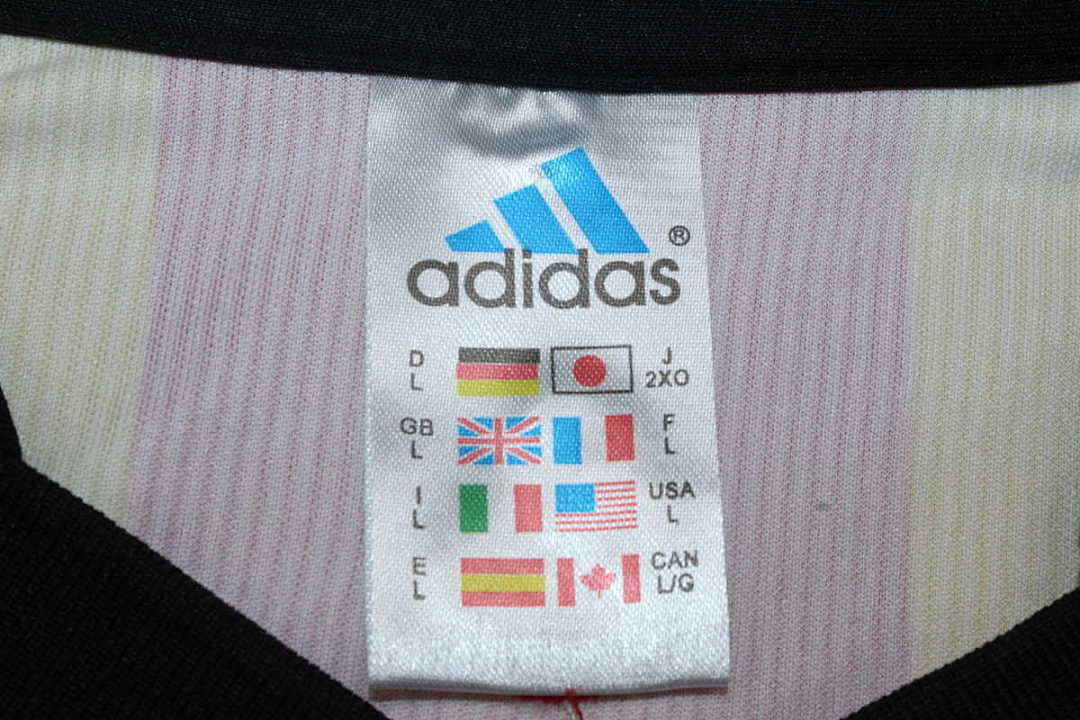 adidas®
D J
L 2XO
GB F
L L
I USA
L L
E CAN
L L/G